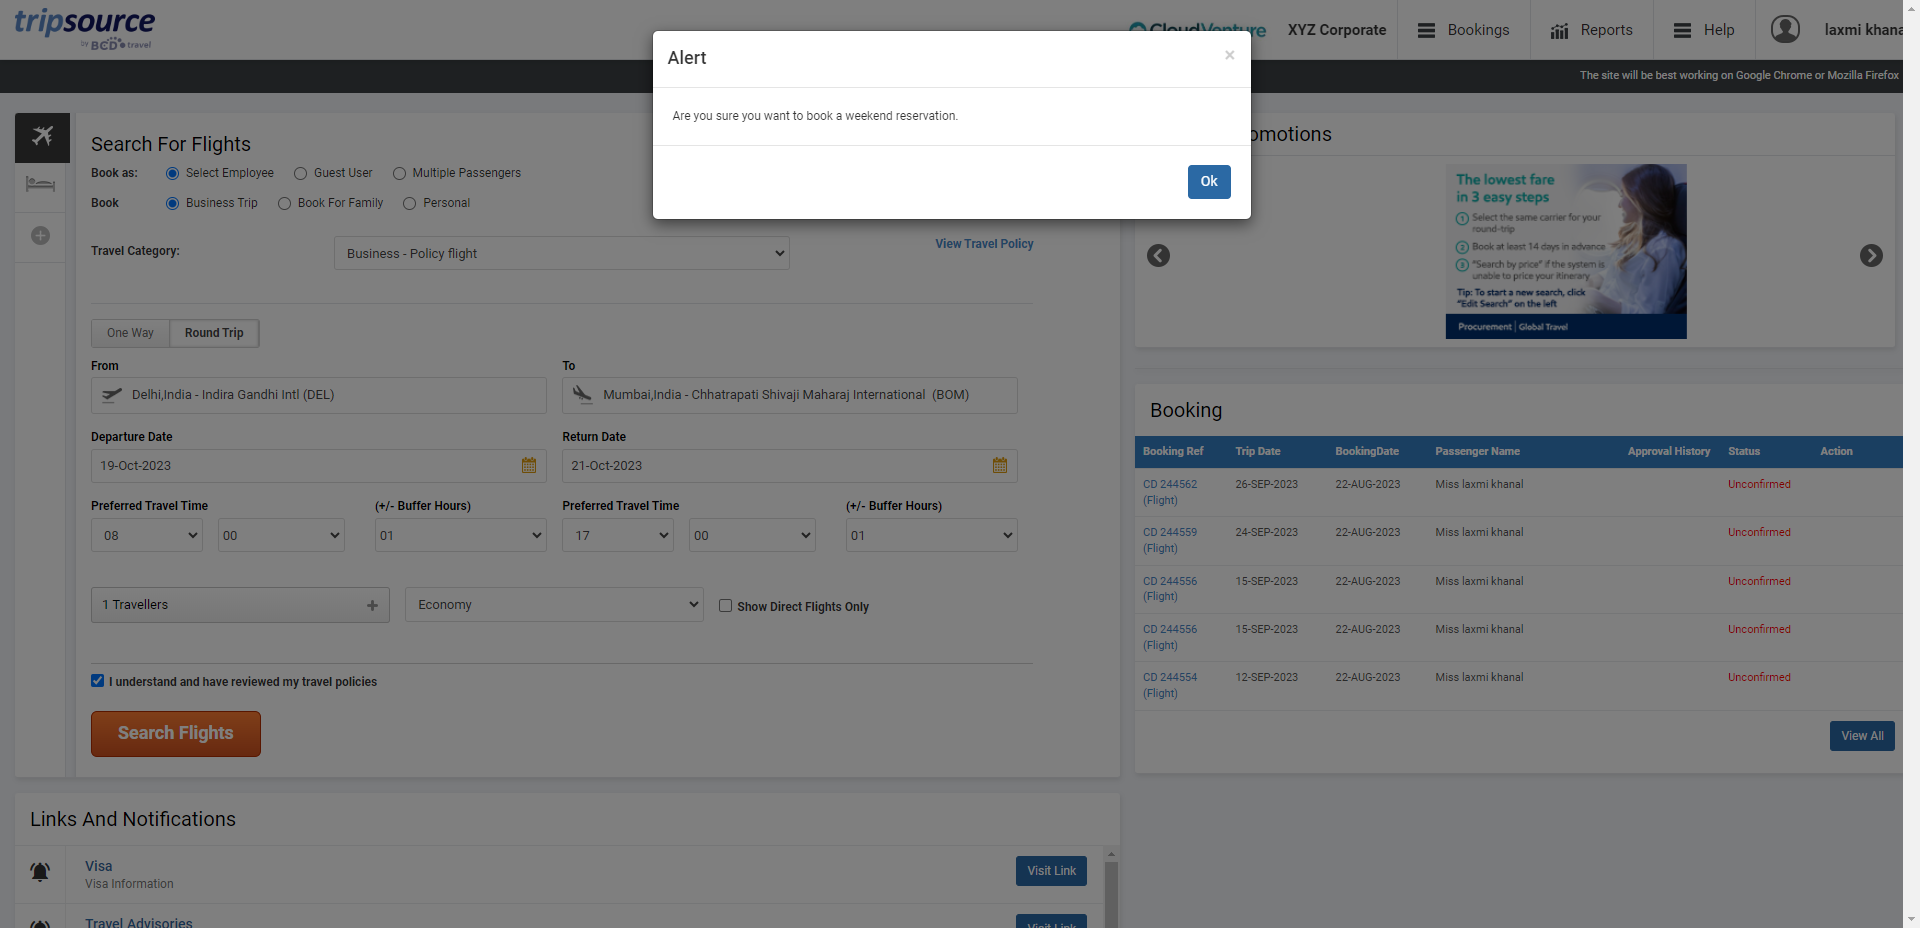 tripsource
by BCD travel
CloudVenture
XYZ Corporate
Bookings
Reports
Help
laxmi khana
The site will be best working on Google Chrome or Mozilla Firefox
Alert
×
Are you sure you want to book a weekend reservation.
Ok
Search For Flights
Book as:
Select Employee
Guest User
Multiple Passengers
Book
Business Trip
Book For Family
Personal
Travel Category:
Business - Policy flight
View Travel Policy
One Way
Round Trip
From
To
Delhi,India - Indira Gandhi Intl (DEL)
Mumbai,India - Chhatrapati Shivaji Maharaj International (BOM)
Departure Date
Return Date
19-Oct-2023
21-Oct-2023
Preferred Travel Time
(+/- Buffer Hours)
Preferred Travel Time
(+/- Buffer Hours)
08
00
01
17
00
01
1 Travellers
Economy
Show Direct Flights Only
I understand and have reviewed my travel policies
Search Flights
omotions
The lowest fare
in 3 easy steps
1 Select the same carrier for your
round-trip
2 Book at least 14 days in advance
3 "Search by price" if the system is
unable to price your itinerary
Tip: To start a new search, click
"Edit Search" on the left
Procurement | Global Travel
Booking
Booking Ref Trip Date BookingDate Passenger Name Approval History Status Action
CD 244562 26-SEP-2023 22-AUG-2023 Miss laxmi khanal Unconfirmed
(Flight)
CD 244559 24-SEP-2023 22-AUG-2023 Miss laxmi khanal Unconfirmed
(Flight)
CD 244556 15-SEP-2023 22-AUG-2023 Miss laxmi khanal Unconfirmed
(Flight)
CD 244556 15-SEP-2023 22-AUG-2023 Miss laxmi khanal Unconfirmed
(Flight)
CD 244554 12-SEP-2023 22-AUG-2023 Miss laxmi khanal Unconfirmed
(Flight)
View All
Links And Notifications
Visa
Visa Information
Visit Link
Travel Advisories
Visit Link